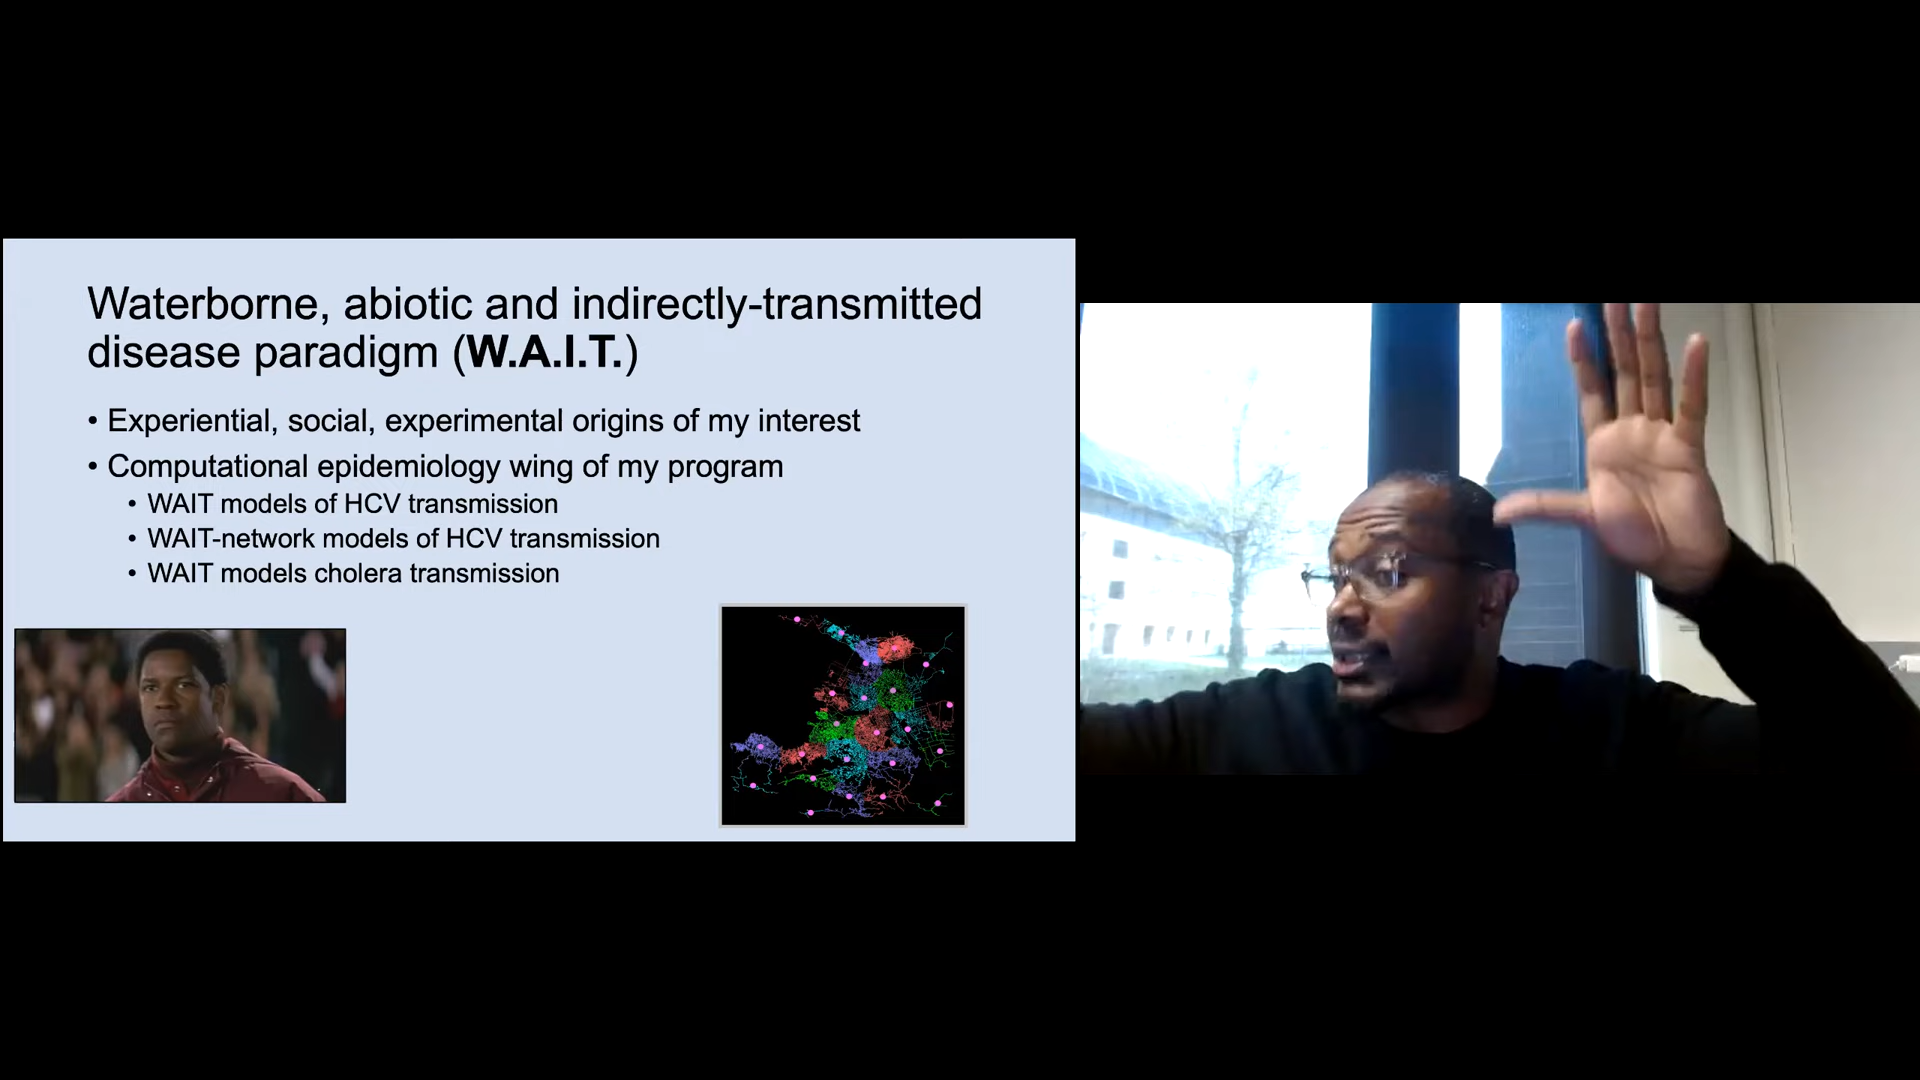 Waterborne, abiotic and indirectly-transmitted
disease paradigm (W.A.I.T.)
• Experiential, social, experimental origins of my interest
• Computational epidemiology wing of my program
• WAIT models of HCV transmission
• WAIT-network models of HCV transmission
• WAIT models cholera transmission